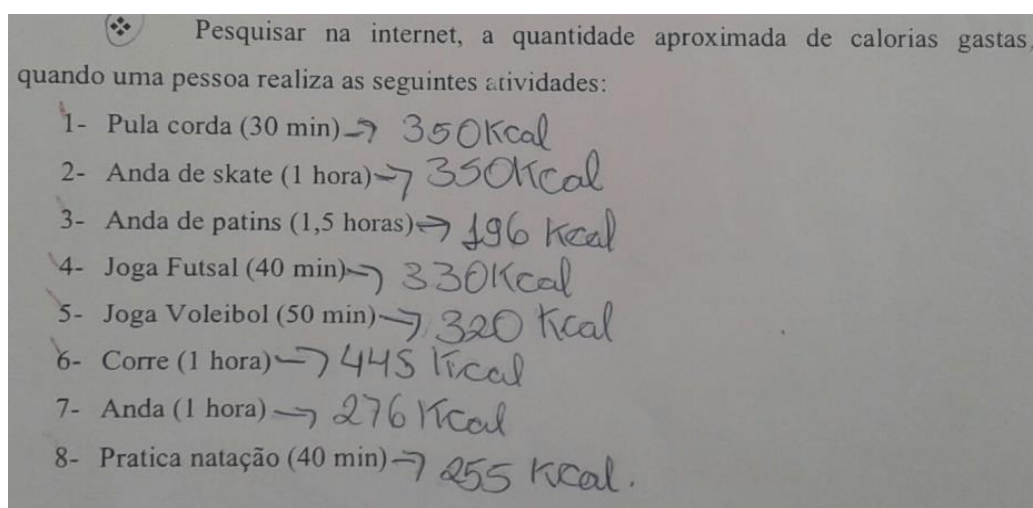 Pesquisar na internet, a quantidade aproximada de calorias gastas,
quando uma pessoa realiza as seguintes atividades:
1- Pula corda (30 min) → 350Kcal
2- Anda de skate (1 hora) → 350Kcal
3- Anda de patins (1,5 horas) → 196 Kcal
4- Joga Futsal (40 min) → 330Kcal
5- Joga Voleibol (50 min) → 320 Kcal
6- Corre (1 hora) → 445 Kcal
7- Anda (1 hora) → 276 Kcal
8- Pratica natação (40 min) → 255 Kcal.